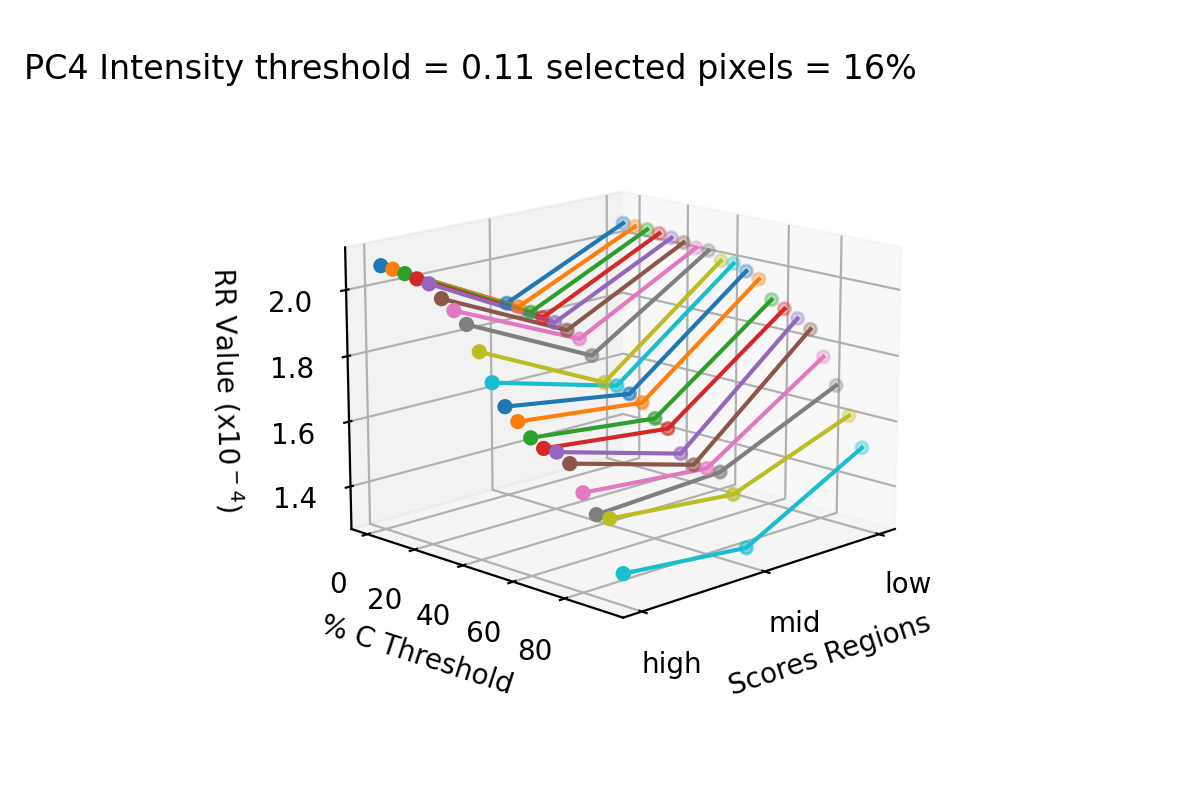 PC4 Intensity threshold = 0.11 selected pixels = 16%
RR Value (x10⁻⁴)
2.0
1.8
1.6
1.4
0
20
40
60
80
% C Threshold
high
mid
low
Scores Regions